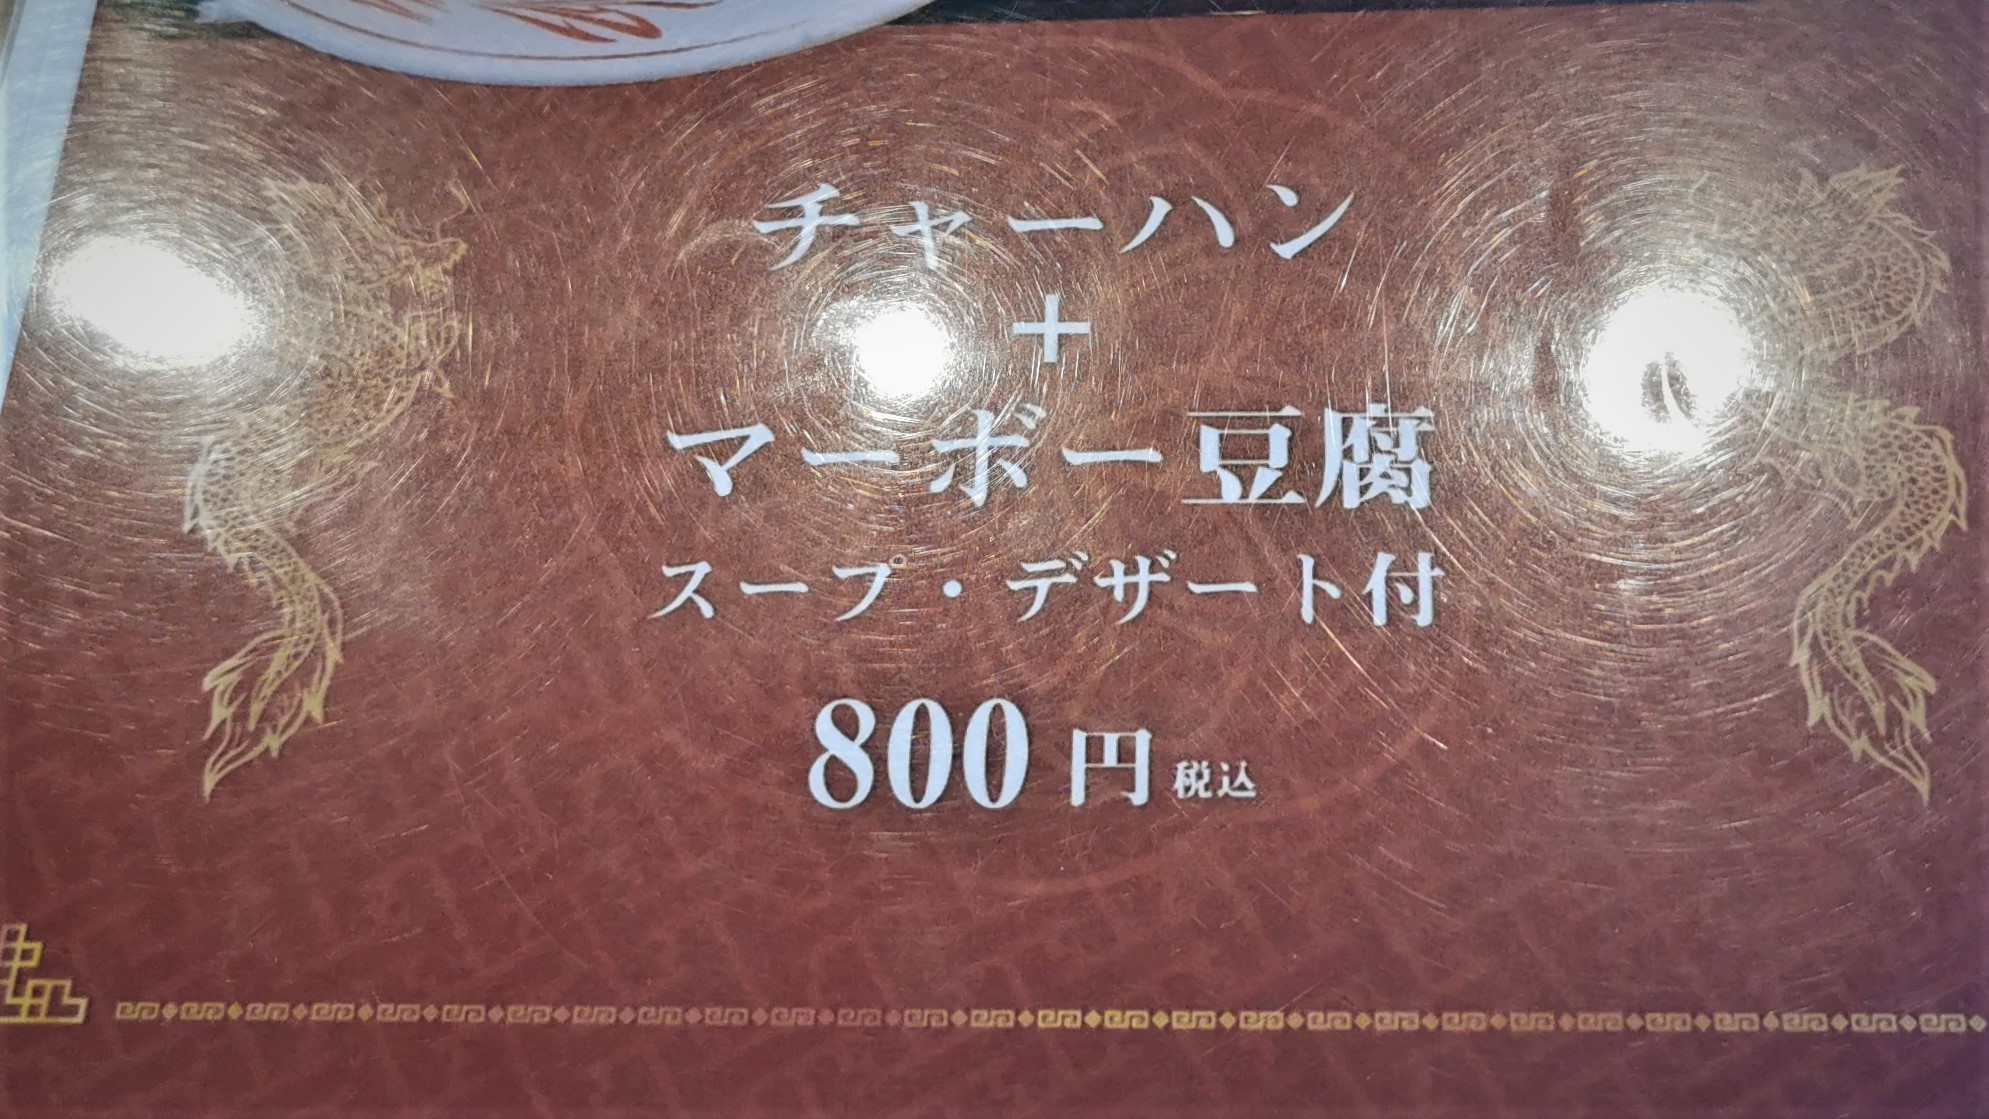 チャーハン
+
マーボー豆腐
スープ・デザート付
800円税込